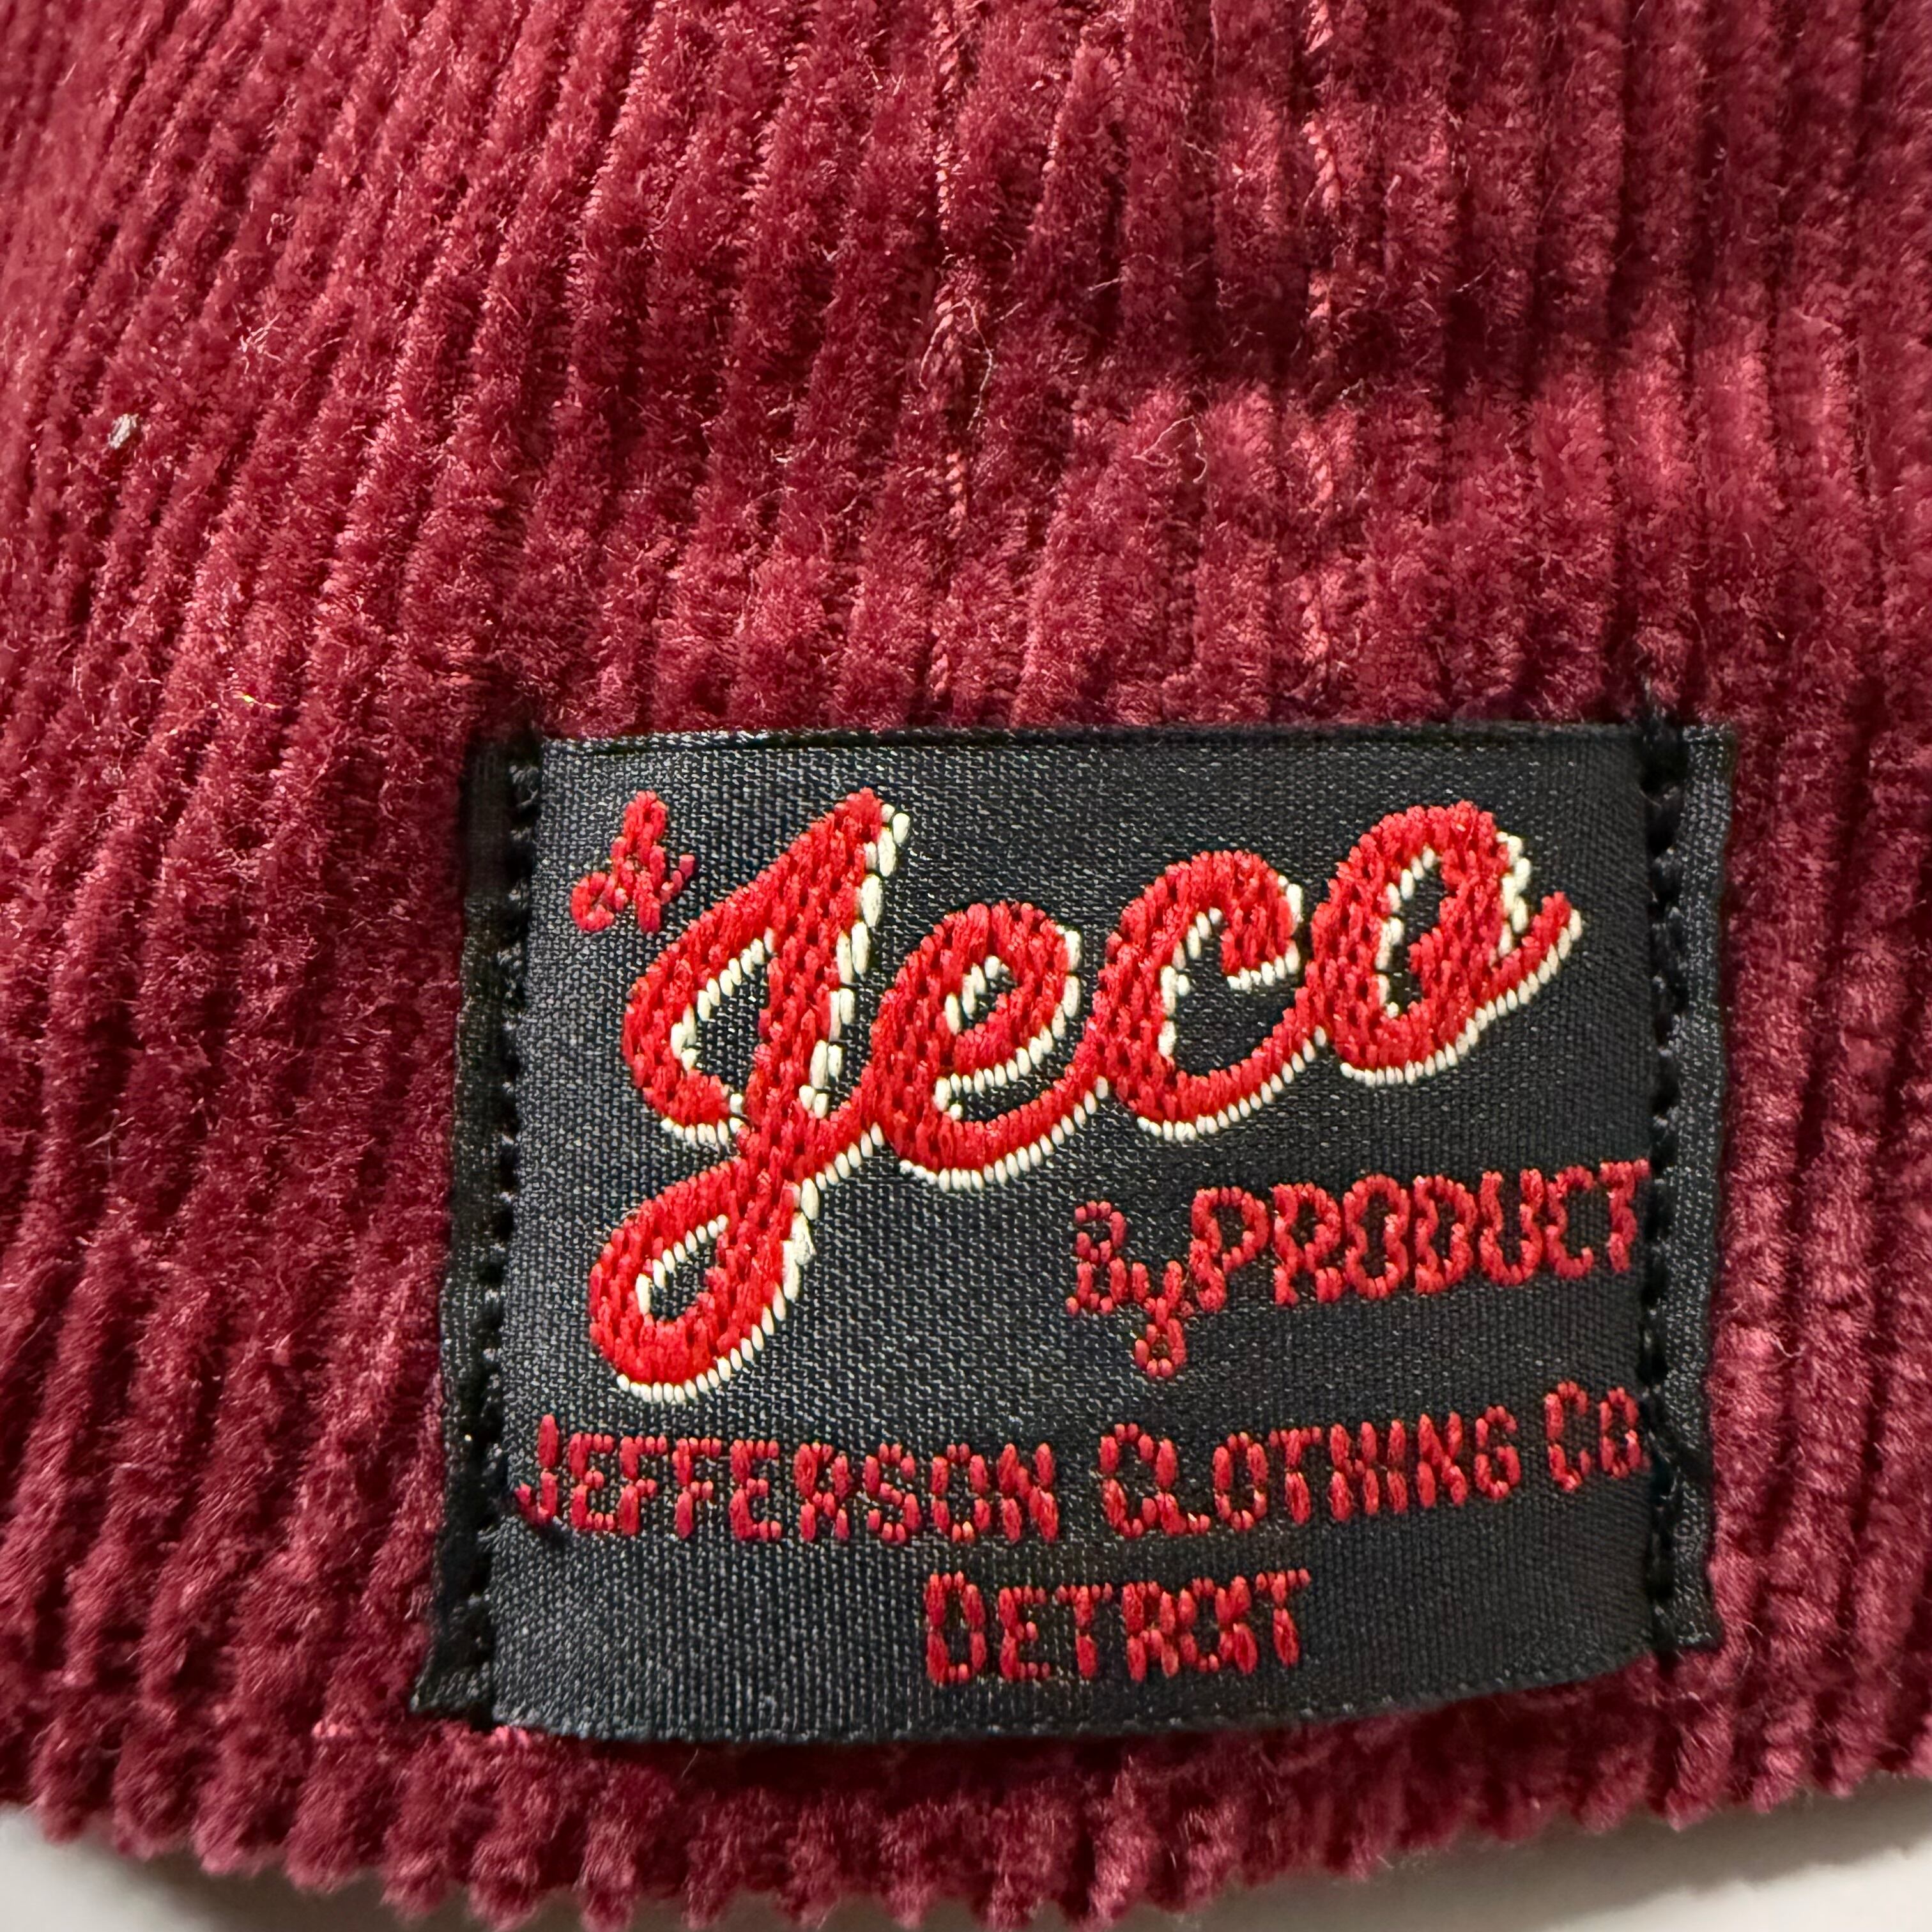 A Jeco
By PRODUCT
JEFFERSON CLOTHING CO
DETROIT